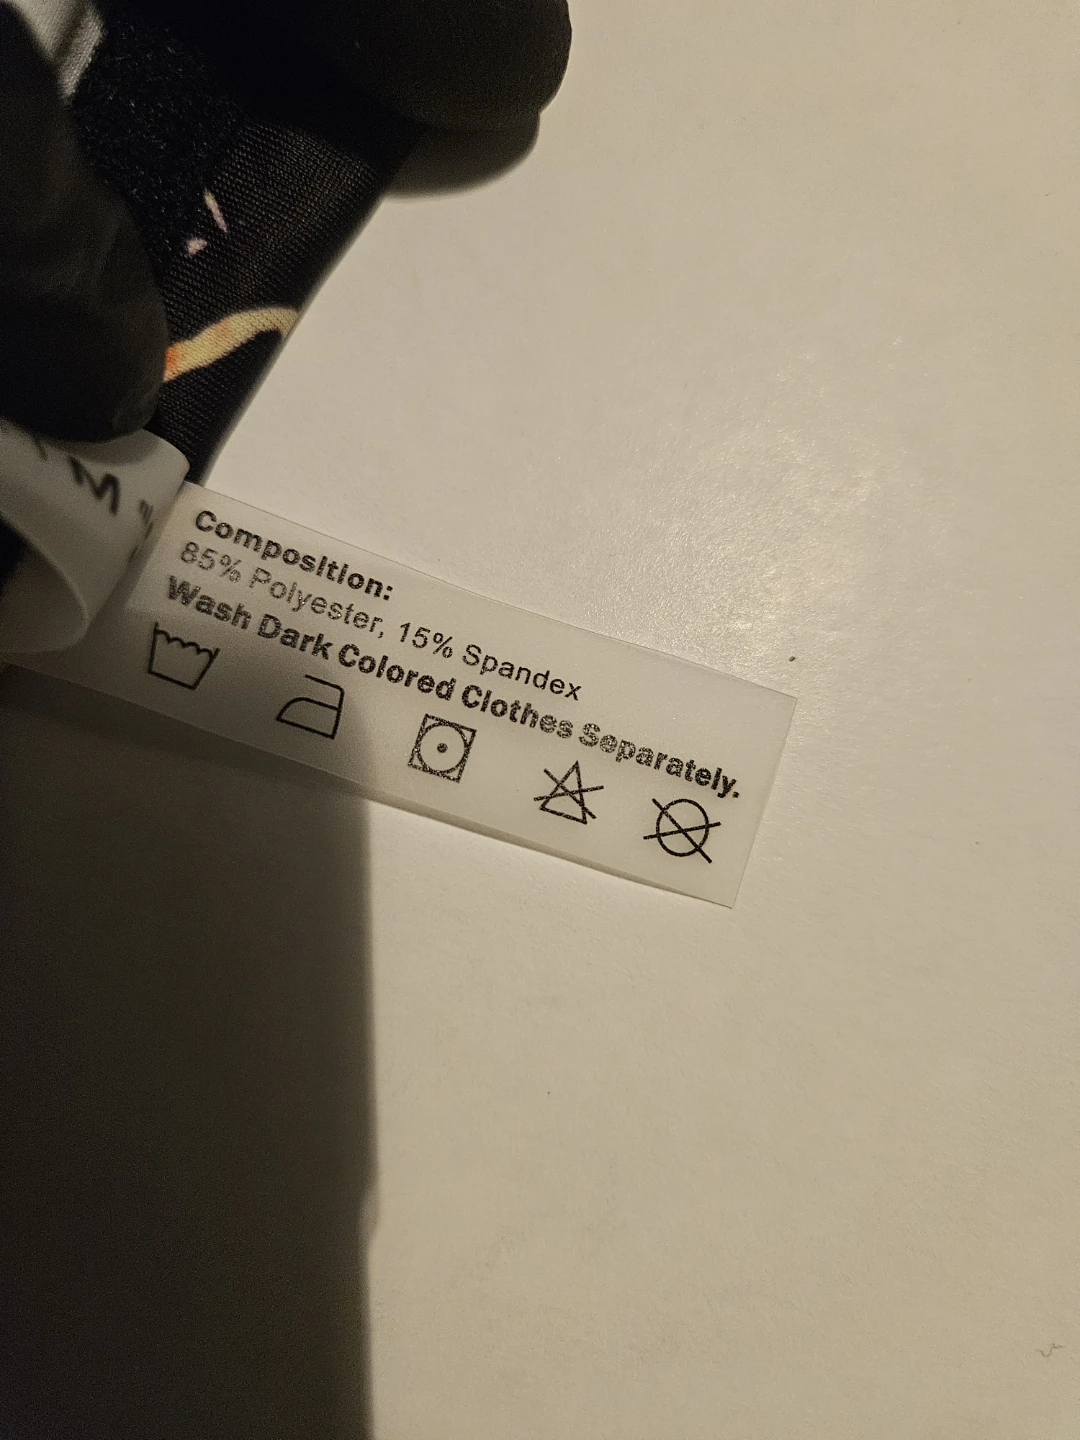 Composition:
85% Polyester, 15% Spandex
Wash Dark Colored Clothes Separately.